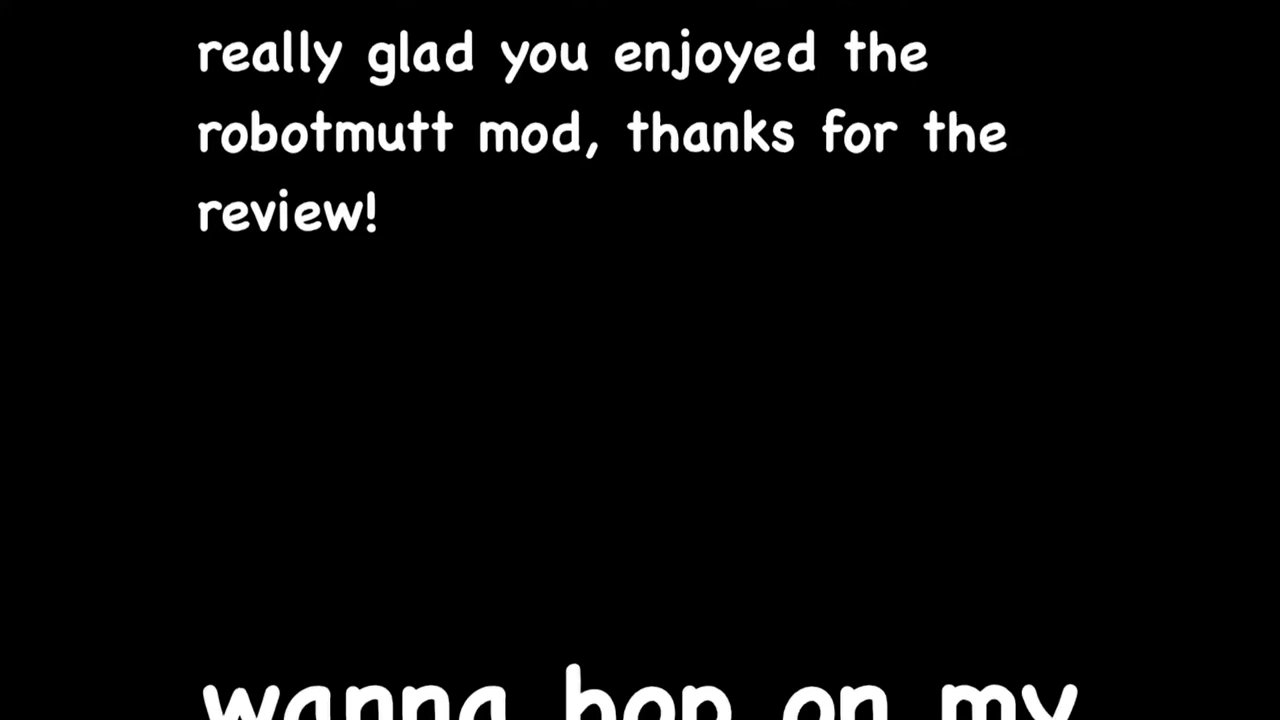 really glad you enjoyed the
robotmutt mod, thanks for the
review!
wanna hop on my